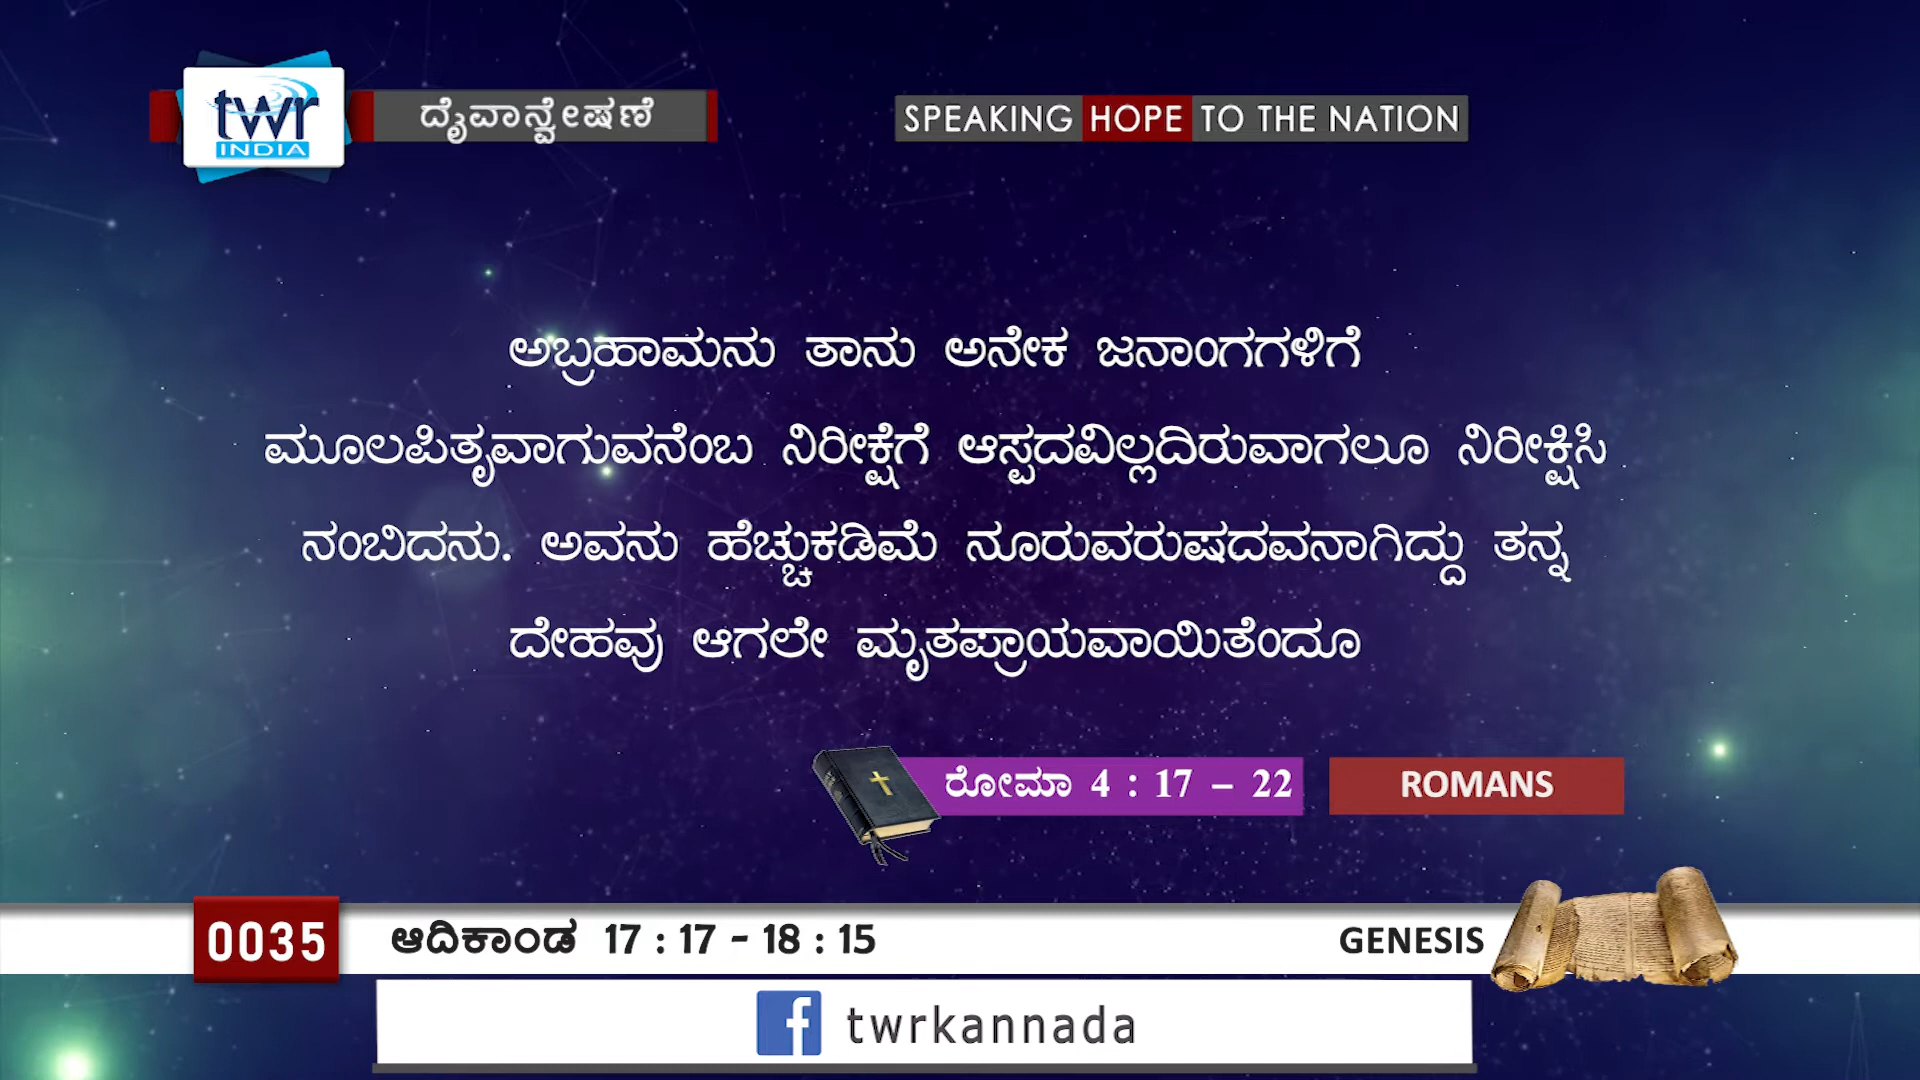 twr
INDIA
ದೈವಾನ್ವೇಷಣೆ
SPEAKING HOPE TO THE NATION
ಅಬ್ರಹಾಮನು ತಾನು ಅನೇಕ ಜನಾಂಗಗಳಿಗೆ
ಮೂಲಪಿತೃವಾಗುವನೆಂಬ ನಿರೀಕ್ಷೆಗೆ ಆಸ್ಪದವಿಲ್ಲದಿರುವಾಗಲೂ ನಿರೀಕ್ಷಿಸಿ
ನಂಬಿದನು. ಅವನು ಹೆಚ್ಚುಕಡಿಮೆ ನೂರುವರುಷದವನಾಗಿದ್ದು ತನ್ನ
ದೇಹವು ಆಗಲೇ ಮೃತಪ್ರಾಯವಾಯಿತೆಂದೂ
ರೋಮಾ 4 : 17 – 22
ROMANS
0035
ಆದಿಕಾಂಡ 17 : 17 - 18 : 15
GENESIS
twrkannada